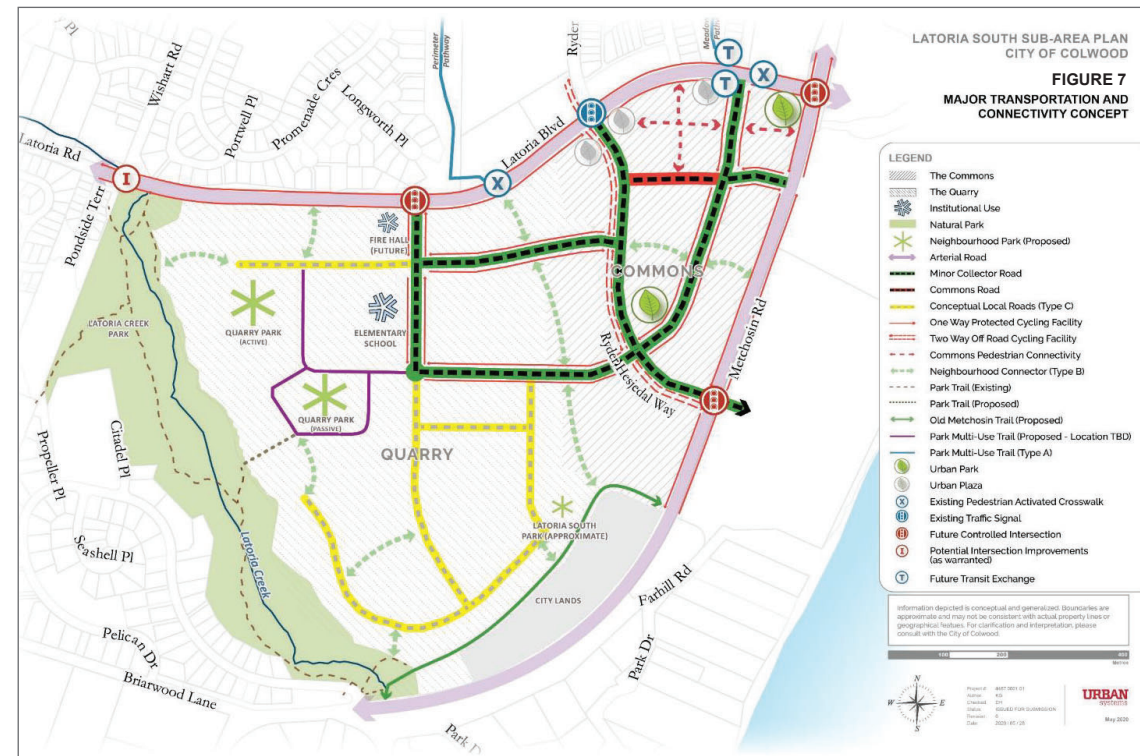 LATORIA SOUTH SUB-AREA PLAN
CITY OF COLWOOD
FIGURE 7
MAJOR TRANSPORTATION AND
CONNECTIVITY CONCEPT
Pl
Wishart Rd
Portwell Pl
Promenade Cres
Longworth Pl
Perimeter
Pathway
Ryder
Latoria Rd
Latoria Blvd
Pondside Terr
FIRE HALL
(FUTURE)
COMMONS
QUARRY PARK
(ACTIVE)
ELEMENTARY
SCHOOL
LATORIA CREEK
PARK
Metchosin Rd
Ryder Hesjedal Way
QUARRY PARK
(PASSIVE)
Citadel Pl
Propeller Pl
QUARRY
LATORIA SOUTH
PARK (APPROXIMATE)
Seashell Pl
Latoria Creek
CITY LANDS
Farhill Rd
Pelican Dr
Park Dr
Briarwood Lane
Park D
LEGEND
The Commons
The Quarry
Institutional Use
Natural Park
Neighbourhood Park (Proposed)
Arterial Road
Minor Collector Road
Commons Road
Conceptual Local Roads (Type C)
One Way Protected Cycling Facility
Two Way Off Road Cycling Facility
Commons Pedestrian Connectivity
Neighbourhood Connector (Type B)
Park Trail (Existing)
Park Trail (Proposed)
Old Metchosin Trail (Proposed)
Park Multi-Use Trail (Proposed - Location TBD)
Park Multi-Use Trail (Type A)
Urban Park
Urban Plaza
X Existing Pedestrian Activated Crosswalk
Existing Traffic Signal
Future Controlled Intersection
I Potential Intersection Improvements
(as warranted)
T Future Transit Exchange
Information depicted is conceptual and generalized. Boundaries are
approximate and may not be consistent with actual property lines or
geographical features. For clarification and interpretation, please
consult with the City of Colwood.
100 200 400
Metres
N
W E
S
URBAN
systems
May 2020